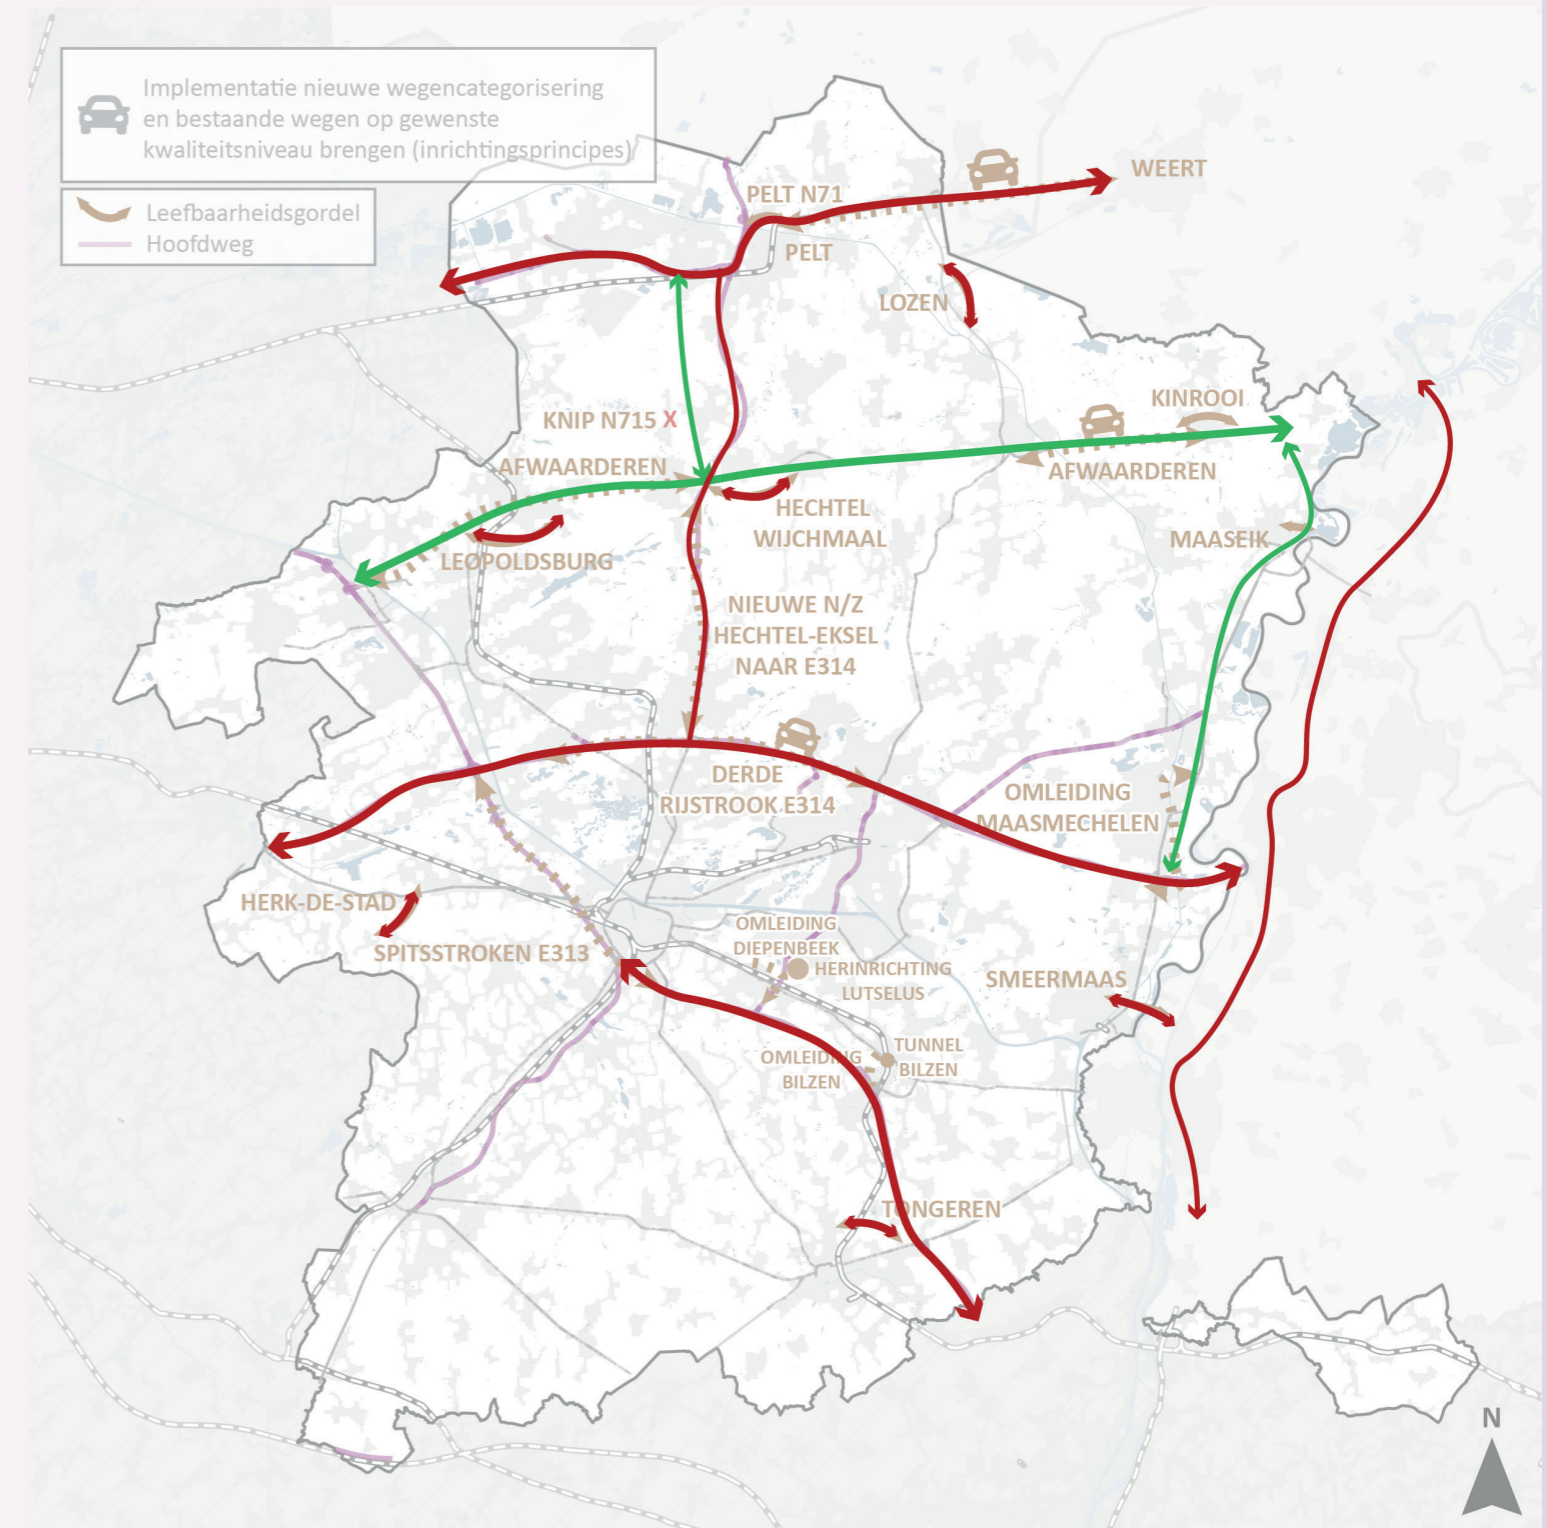 Implementatie nieuwe wegencategorisering
en bestaande wegen op gewenste
kwaliteitsniveau brengen (inrichtingsprincipes)
Leefbaarheidsgordel
Hoofdweg
WEERT
PELT N71
PELT
LOZEN
KINROOI
KNIP N715 X
AFWAARDEREN
AFWAARDEREN
HECHTEL
WIJCHMAAL
MAASEIK
LEOPOLDSBURG
NIEUWE N/Z
HECHTEL-EKSEL
NAAR E314
DERDE
RIJSTROOK E314
OMLEIDING
MAASMECHELEN
HERK-DE-STAD
SPITSSTROKEN E313
OMLEIDING
DIEPENBEEK
HERINRICHTING
LUTSELUS
SMEERMAAS
OMLEIDING
BILZEN
TUNNEL
BILZEN
TONGEREN
N